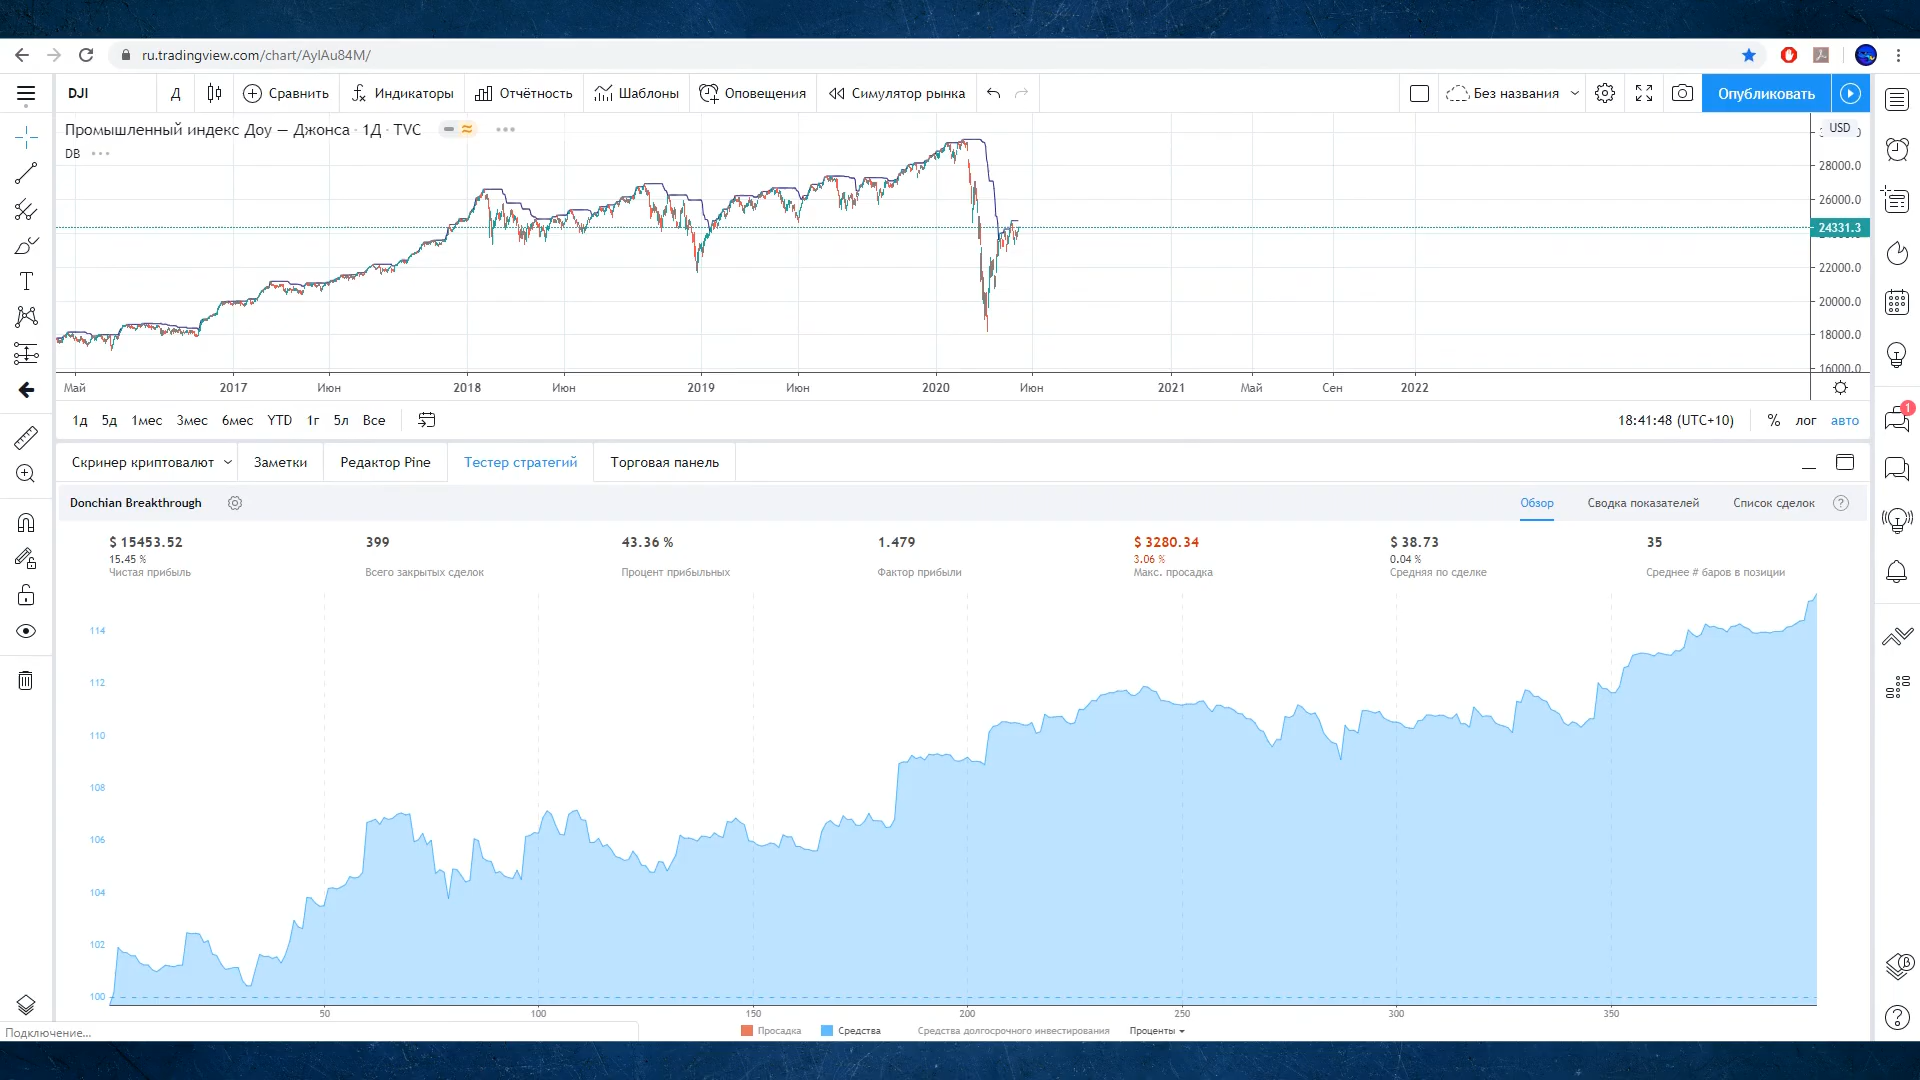 ru.tradingview.com/chart/AylAu84M/
DJI Д Сравнить Индикаторы Отчётность Шаблоны Оповещения Симулятор рынка Без названия Опубликовать
Промышленный индекс Доу — Джонса · 1Д · TVC
USD
DB
28000.0
26000.0
24331.3
22000.0
20000.0
18000.0
16000.0
Май 2017 Июн 2018 Июн 2019 Июн 2020 Июн 2021 Май Сен 2022
1д 5д 1мес 3мес 6мес YTD 1г 5л Все 18:41:48 (UTC+10) % лог авто
1
Скринер криптовалют Заметки Редактор Pine Тестер стратегий Торговая панель
Donchian Breakthrough Обзор Сводка показателей Список сделок
$ 15453.52 399 43.36 % 1.479 $ 3280.34 $ 38.73 35
15.45 % 3.06 % 0.04 %
Чистая прибыль Всего закрытых сделок Процент прибыльных Фактор прибыли Макс. просадка Средняя по сделке Среднее # баров в позиции
114
112
110
108
106
104
102
100
50 100 150 200 250 300 350
Просадка Средства Средства долгосрочного инвестирования Проценты
Подключение...